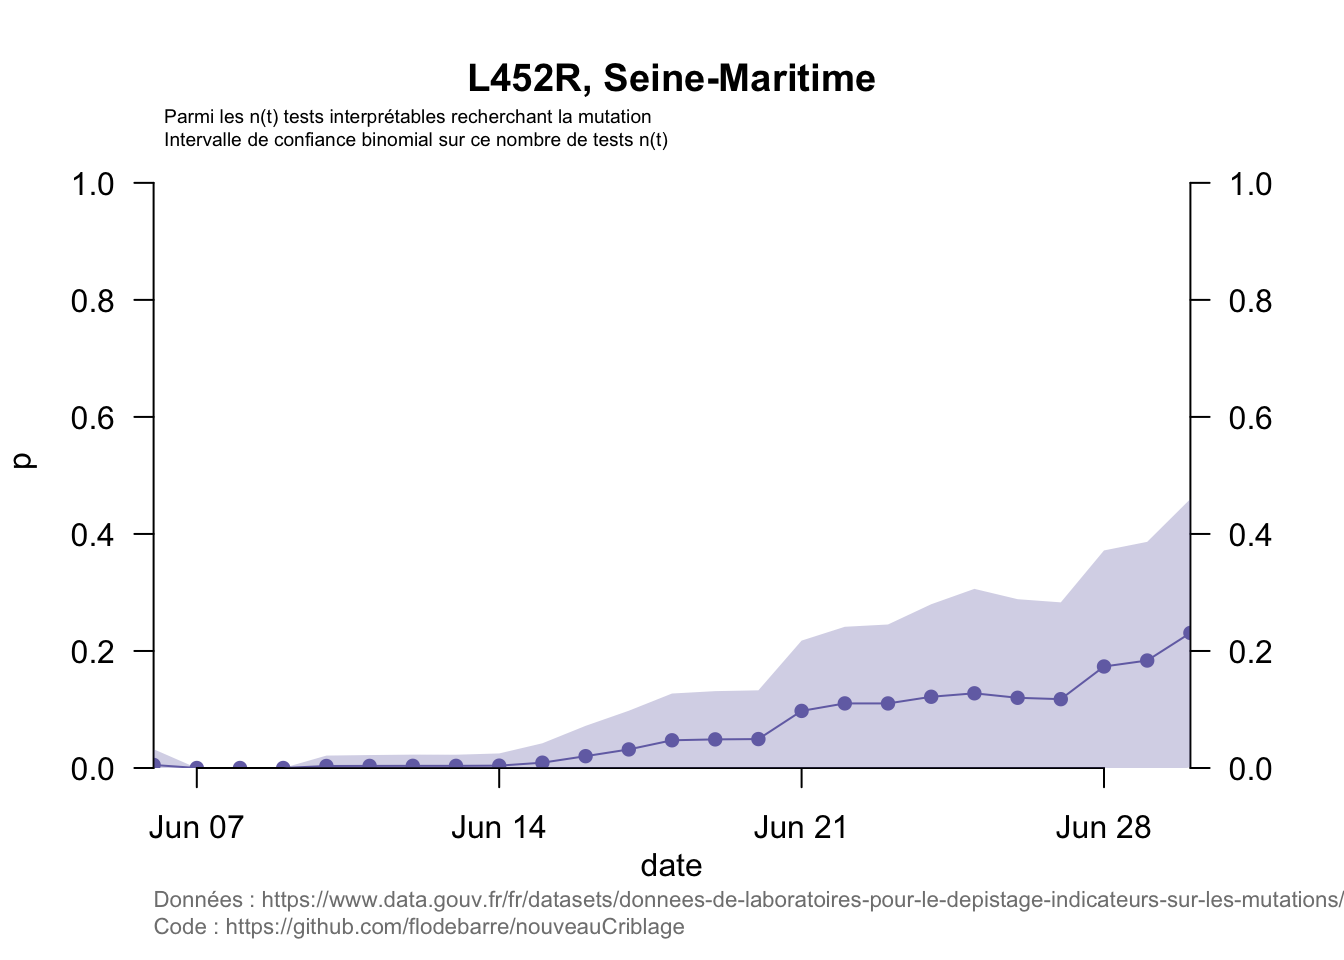 L452R, Seine-Maritime
Parmi les n(t) tests interprétables recherchant la mutation
Intervalle de confiance binomial sur ce nombre de tests n(t)
1.0
0.8
0.6
0.4
0.2
0.0
p
1.0
0.8
0.6
0.4
0.2
0.0
Jun 07 Jun 14 Jun 21 Jun 28
date
Données : https://www.data.gouv.fr/fr/datasets/donnees-de-laboratoires-pour-le-depistage-indicateurs-sur-les-mutations/
Code : https://github.com/flodebarre/nouveauCriblage